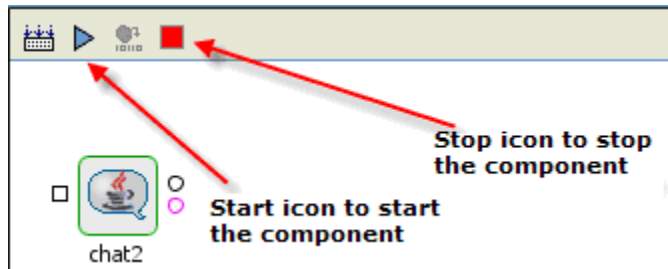 Stop icon to stop
the component
Start icon to start
the component
chat2